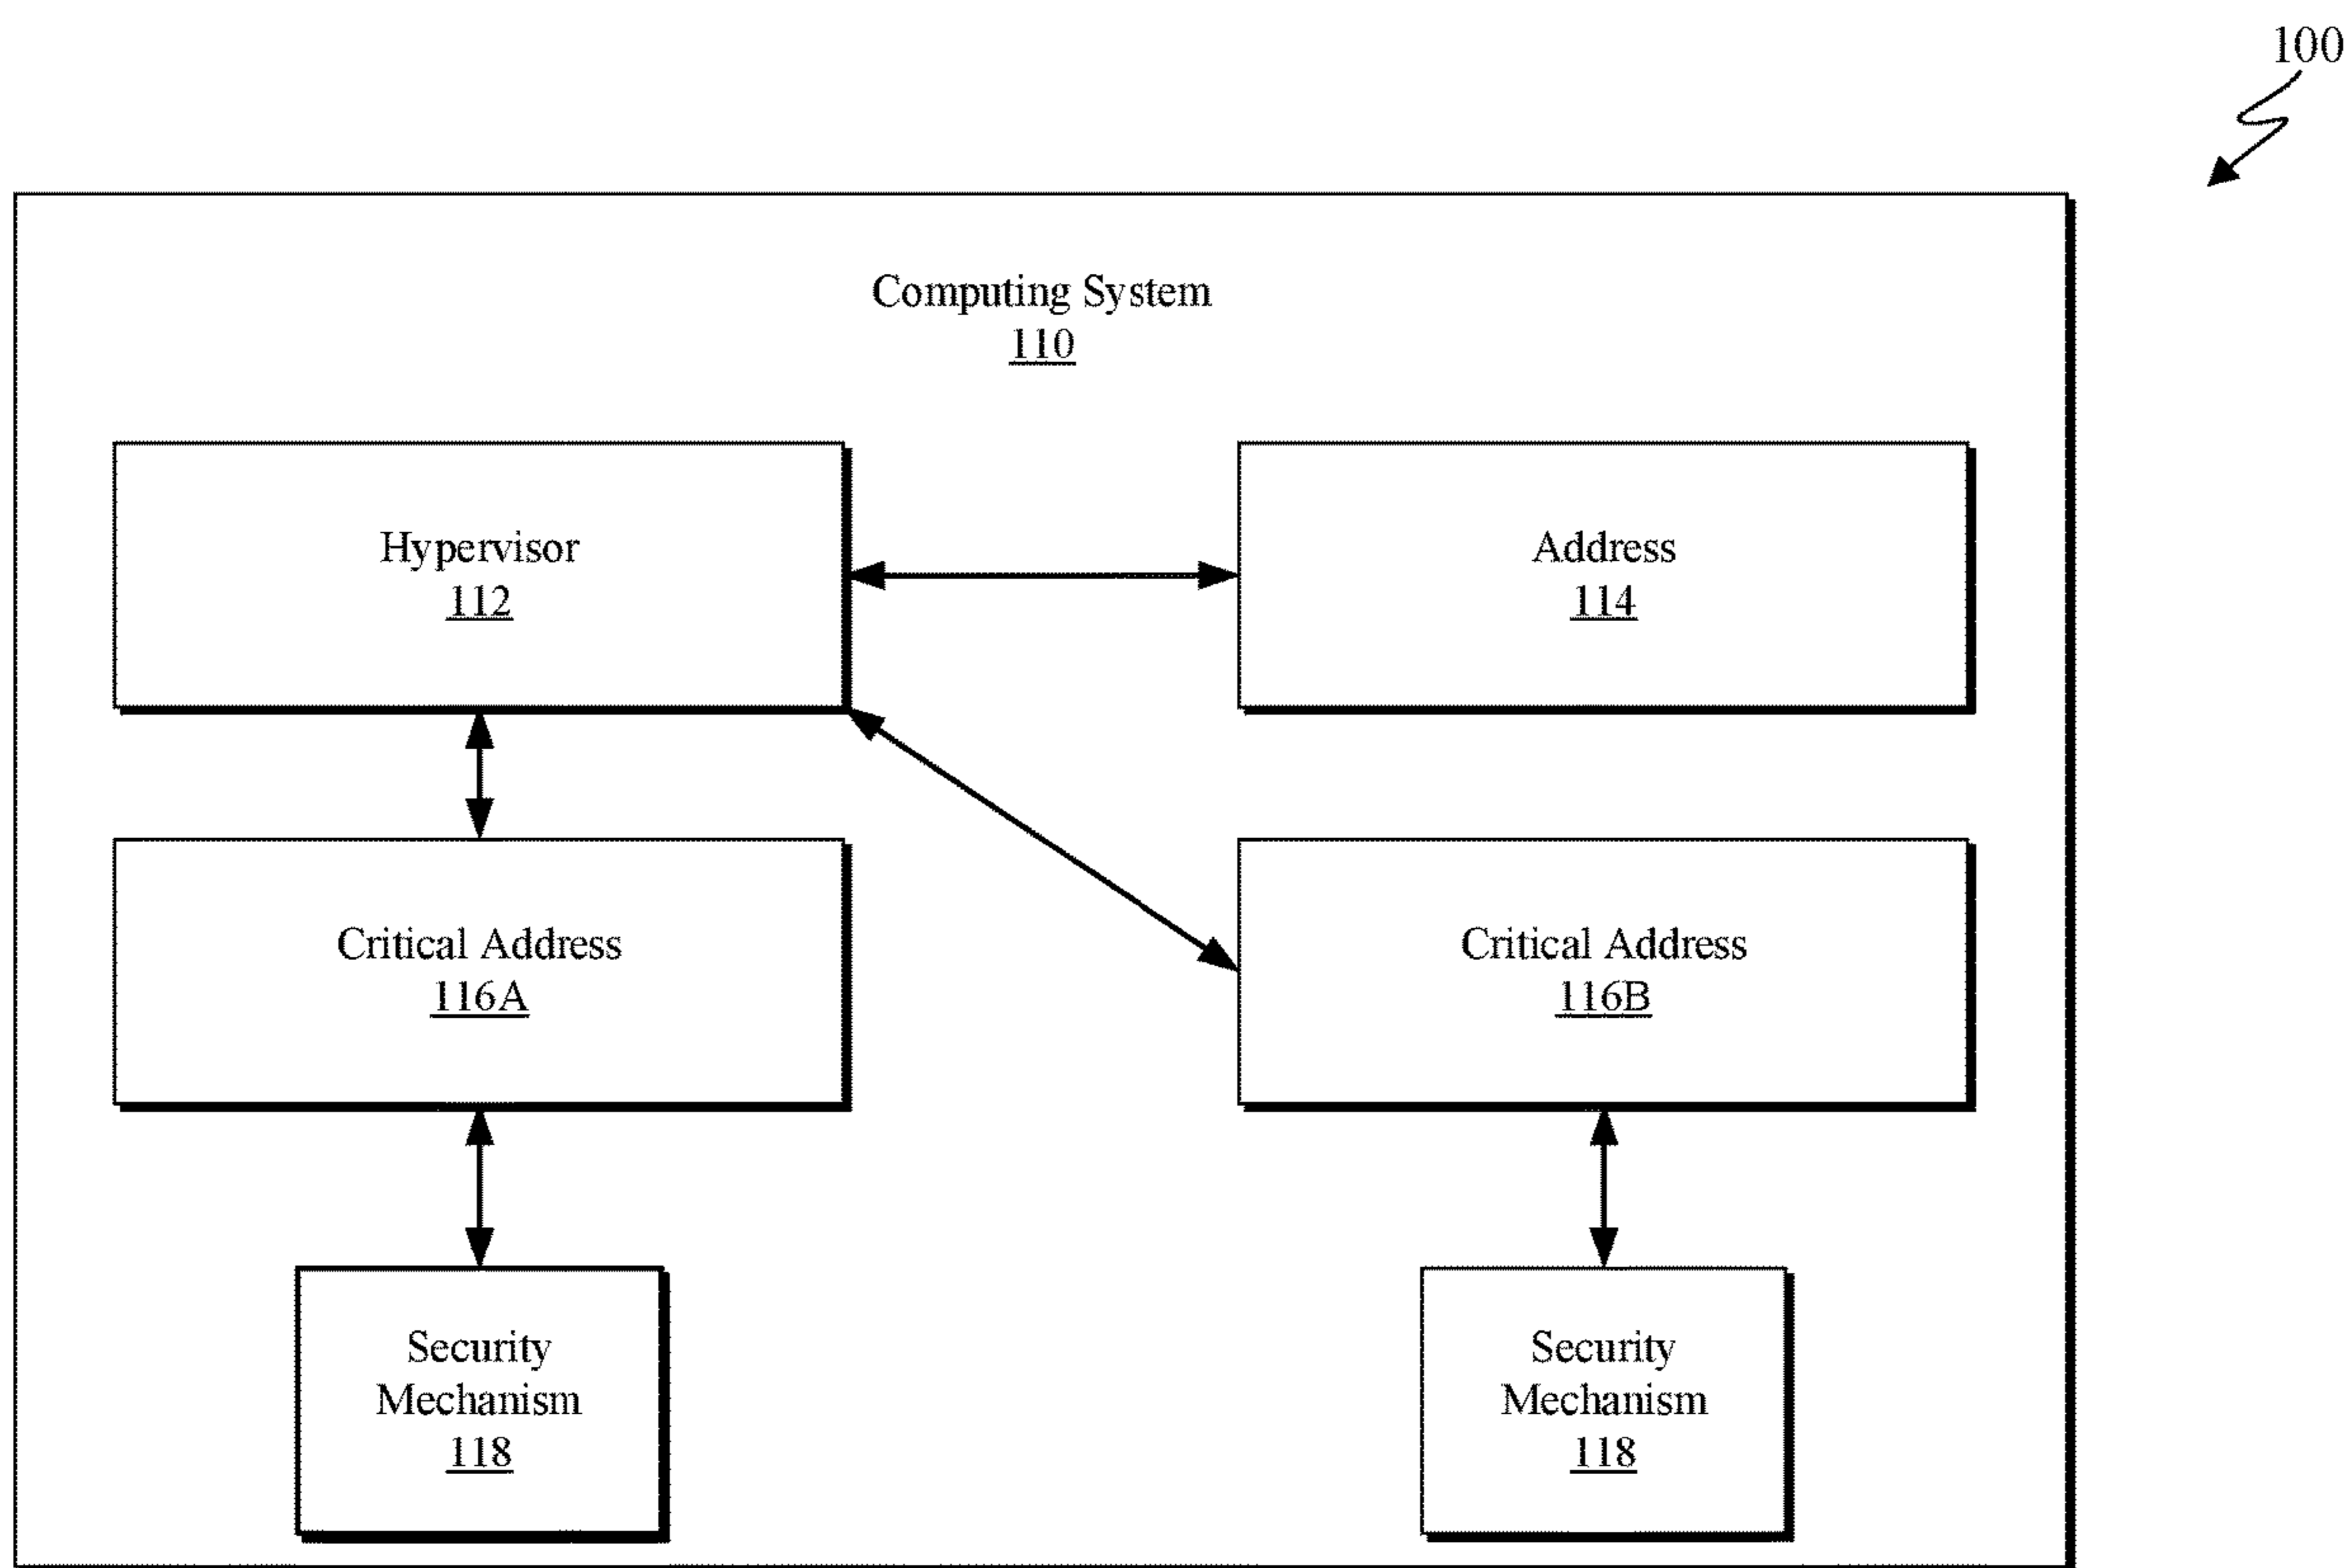 100
Computing System
110
Hypervisor
112
Address
114
Critical Address
116A
Critical Address
116B
Security
Mechanism
118
Security
Mechanism
118